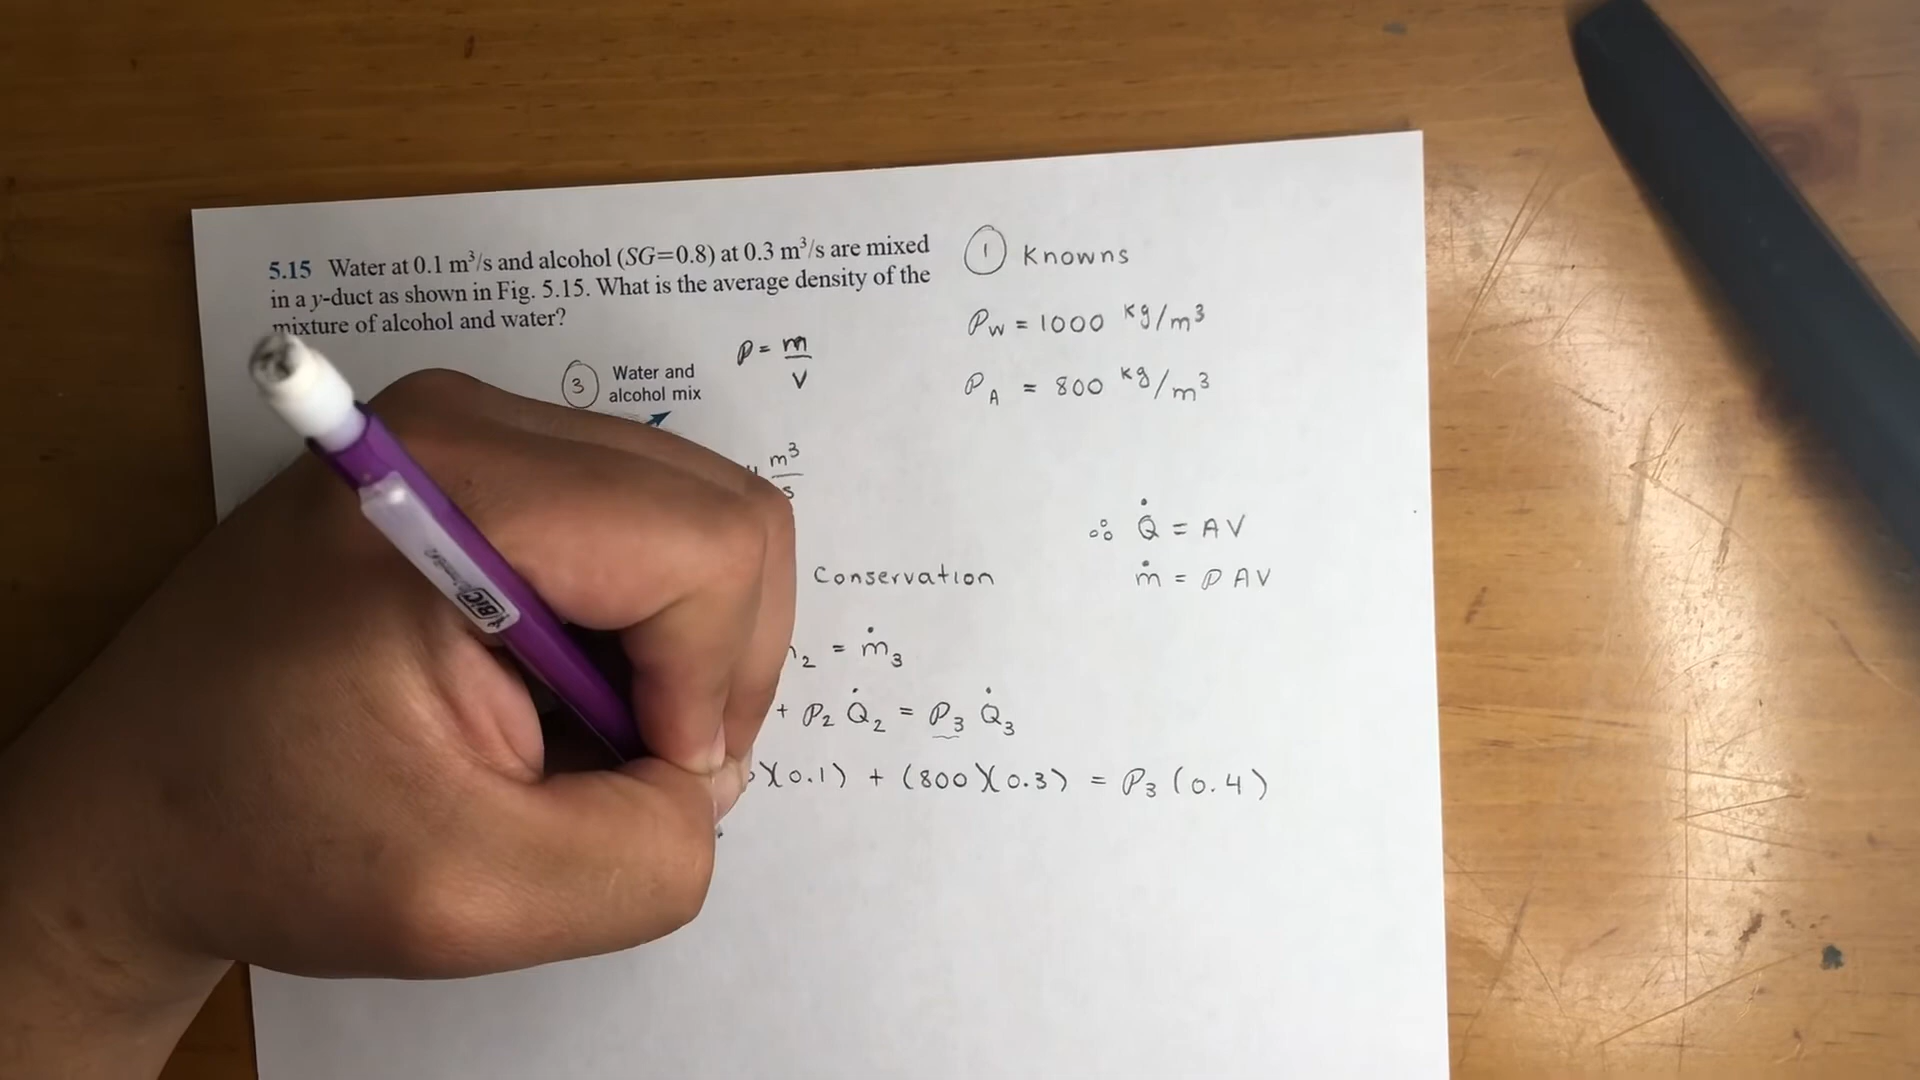 5.15 Water at 0.1 m³/s and alcohol (SG=0.8) at 0.3 m³/s are mixed
in a y-duct as shown in Fig. 5.15. What is the average density of the
mixture of alcohol and water?
3 Water and
alcohol mix
ρ = m/V
m³/s
1 Knowns
ρW = 1000 kg/m³
ρA = 800 kg/m³
Q̇ = AV
ṁ = ρAV
Conservation
2 = ṁ3
+ ρ2 Q̇2 = ρ3 Q̇3
)(0.1) + (800)(0.3) = ρ3 (0.4)
BIC